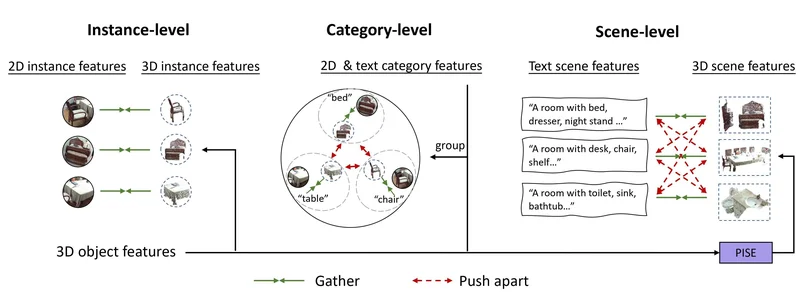 Instance-level
Category-level
Scene-level
2D instance features
3D instance features
2D & text category features
Text scene features
3D scene features
"bed"
"table"
"chair"
group
"A room with bed,
dresser, night stand ..."
"A room with desk, chair,
shelf..."
"A room with toilet, sink,
bathtub..."
3D object features
PISE
Gather
Push apart